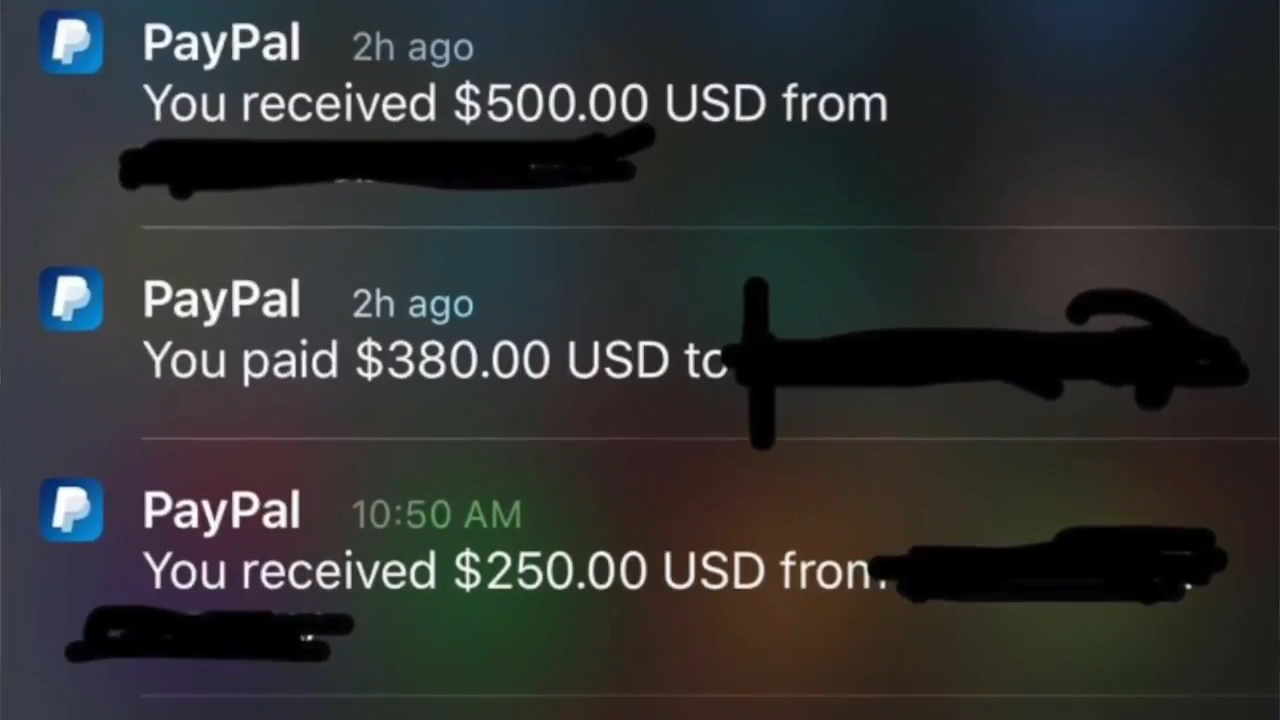 PayPal 2h ago
You received $500.00 USD from
PayPal 2h ago
You paid $380.00 USD to
PayPal 10:50 AM
You received $250.00 USD from